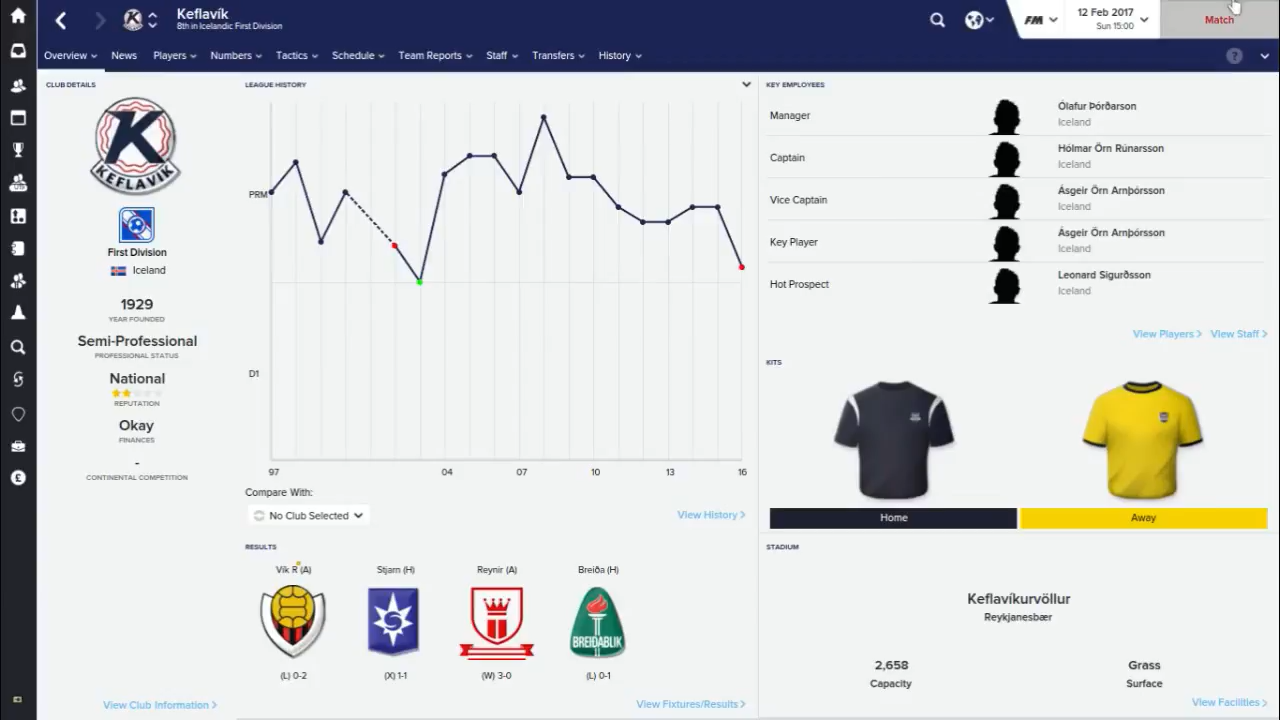 Keflavík
8th in Icelandic First Division
FM
12 Feb 2017
Sun 15:00
Match
Overview
News
Players
Numbers
Tactics
Schedule
Team Reports
Staff
Transfers
History
?
CLUB DETAILS
K
KEFLAVÍK
First Division
Iceland
1929
YEAR FOUNDED
Semi-Professional
PROFESSIONAL STATUS
National
REPUTATION
Okay
FINANCES
-
CONTINENTAL COMPETITION
View Club Information >
LEAGUE HISTORY
PRM
D1
97 04 07 10 13 16
Compare With:
No Club Selected
View History >
RESULTS
Vík R (A)
Stjarn (H)
Reynir (A)
Breiða (H)
BREIÐABLIK
(L) 0-2
(X) 1-1
(W) 3-0
(L) 0-1
View Fixtures/Results >
KEY EMPLOYEES
Manager
Ólafur Þórðarson
Iceland
Captain
Hólmar Örn Rúnarsson
Iceland
Vice Captain
Ásgeir Örn Arnþórsson
Iceland
Key Player
Ásgeir Örn Arnþórsson
Iceland
Hot Prospect
Leonard Sigurðsson
Iceland
View Players > View Staff >
KITS
Home
Away
STADIUM
Keflavíkurvöllur
Reykjanesbær
2,658
Capacity
Grass
Surface
View Facilities >